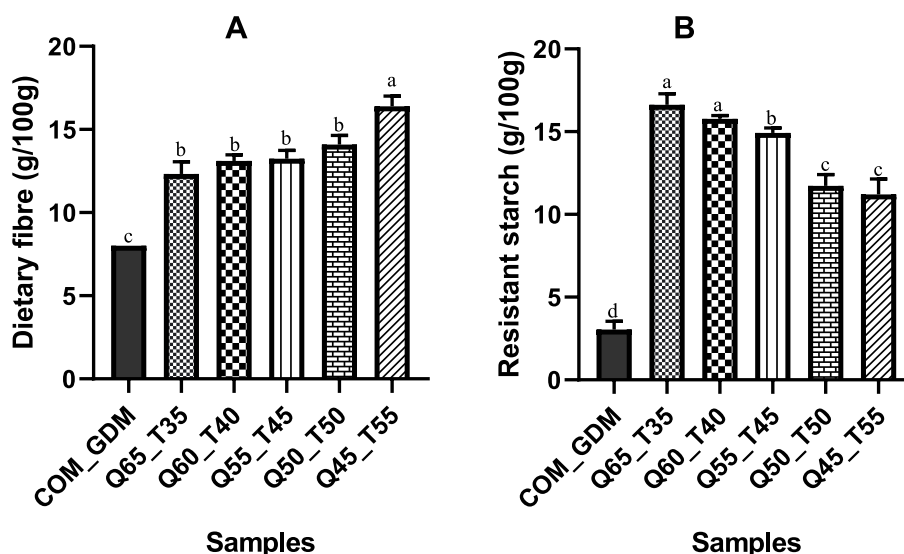 A
Dietary fibre (g/100g)
20
15
10
5
0
c
b
b
b
b
a
COM_GDM
Q65_T35
Q60_T40
Q55_T45
Q50_T50
Q45_T55
Samples
B
Resistant starch (g/100g)
20
15
10
5
0
d
a
a
b
c
c
COM_GDM
Q65_T35
Q60_T40
Q55_T45
Q50_T50
Q45_T55
Samples